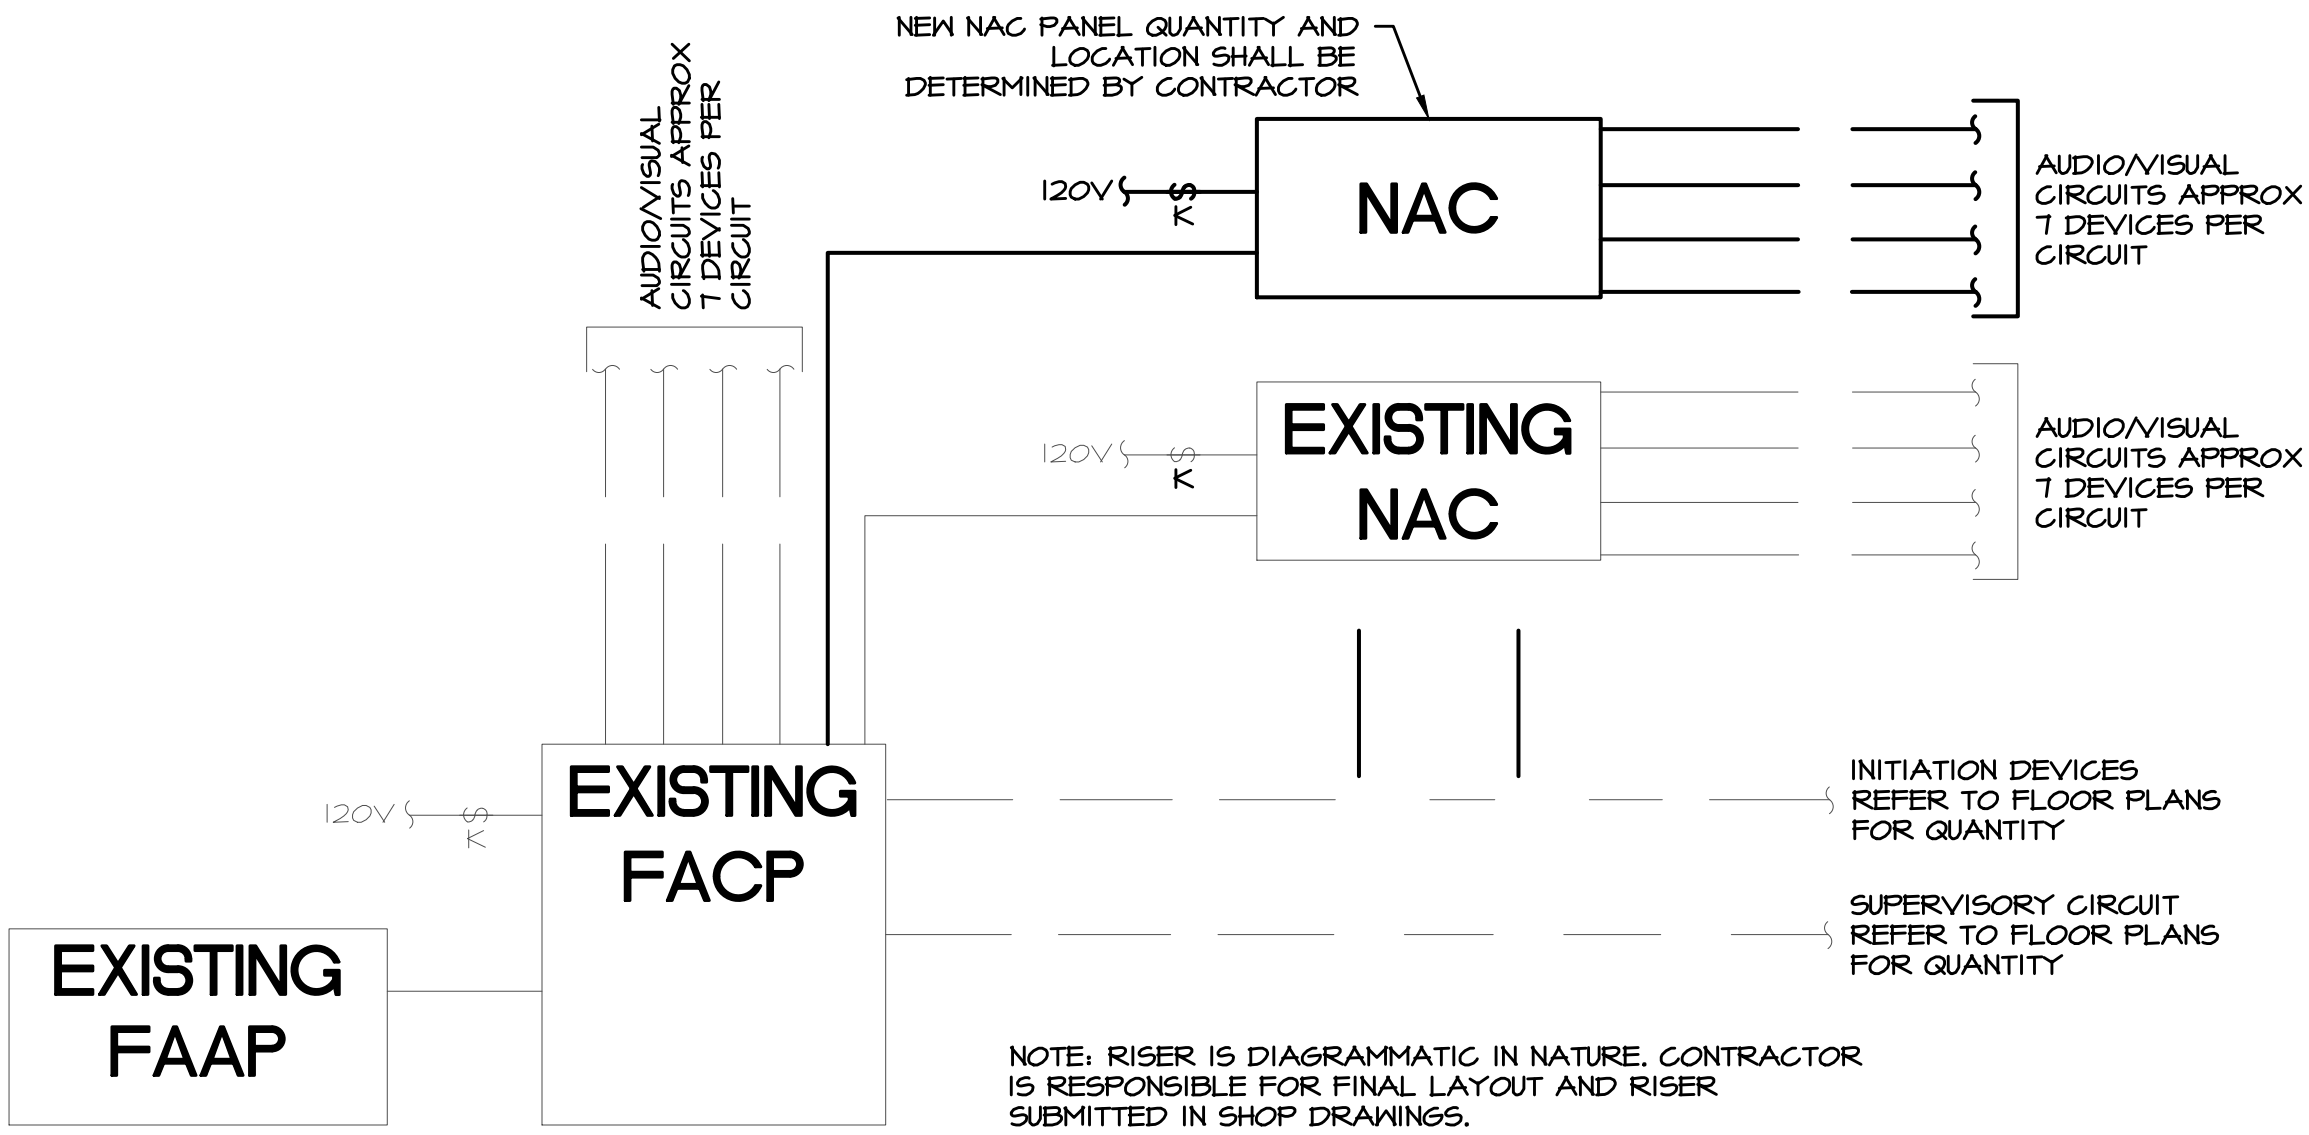 NEW NAC PANEL QUANTITY AND
LOCATION SHALL BE
DETERMINED BY CONTRACTOR
AUDIO/VISUAL
CIRCUITS APPROX
7 DEVICES PER
CIRCUIT
120V
K
S
NAC
AUDIO/VISUAL
CIRCUITS APPROX
7 DEVICES PER
CIRCUIT
120V
K
S
EXISTING
NAC
AUDIO/VISUAL
CIRCUITS APPROX
7 DEVICES PER
CIRCUIT
120V
K
S
EXISTING
FACP
INITIATION DEVICES
REFER TO FLOOR PLANS
FOR QUANTITY
SUPERVISORY CIRCUIT
REFER TO FLOOR PLANS
FOR QUANTITY
EXISTING
FAAP
NOTE: RISER IS DIAGRAMMATIC IN NATURE. CONTRACTOR
IS RESPONSIBLE FOR FINAL LAYOUT AND RISER
SUBMITTED IN SHOP DRAWINGS.